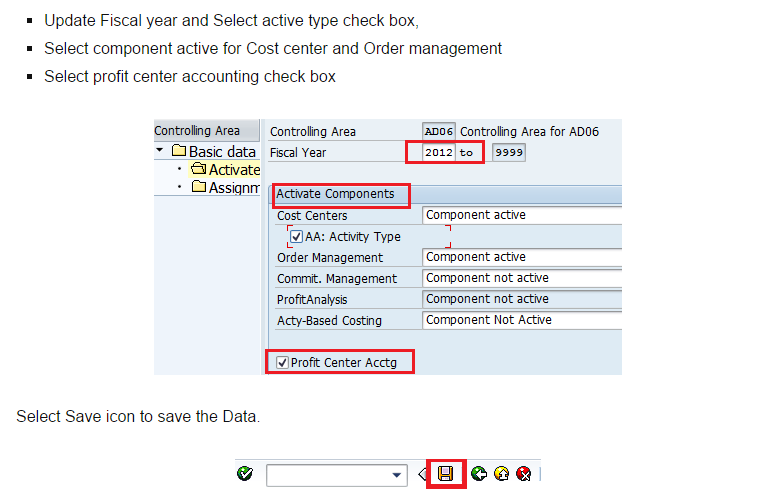 Update Fiscal year and Select active type check box,
Select component active for Cost center and Order management
Select profit center accounting check box
Controlling Area
Controlling Area AD06 Controlling Area for AD06
Basic data
Fiscal Year 2012 to 9999
Activate
Assignm
Activate Components
Cost Centers Component active
AA: Activity Type
Order Management Component active
Commit. Management Component not active
ProfitAnalysis Component not active
Acty-Based Costing Component Not Active
Profit Center Acctg
Select Save icon to save the Data.